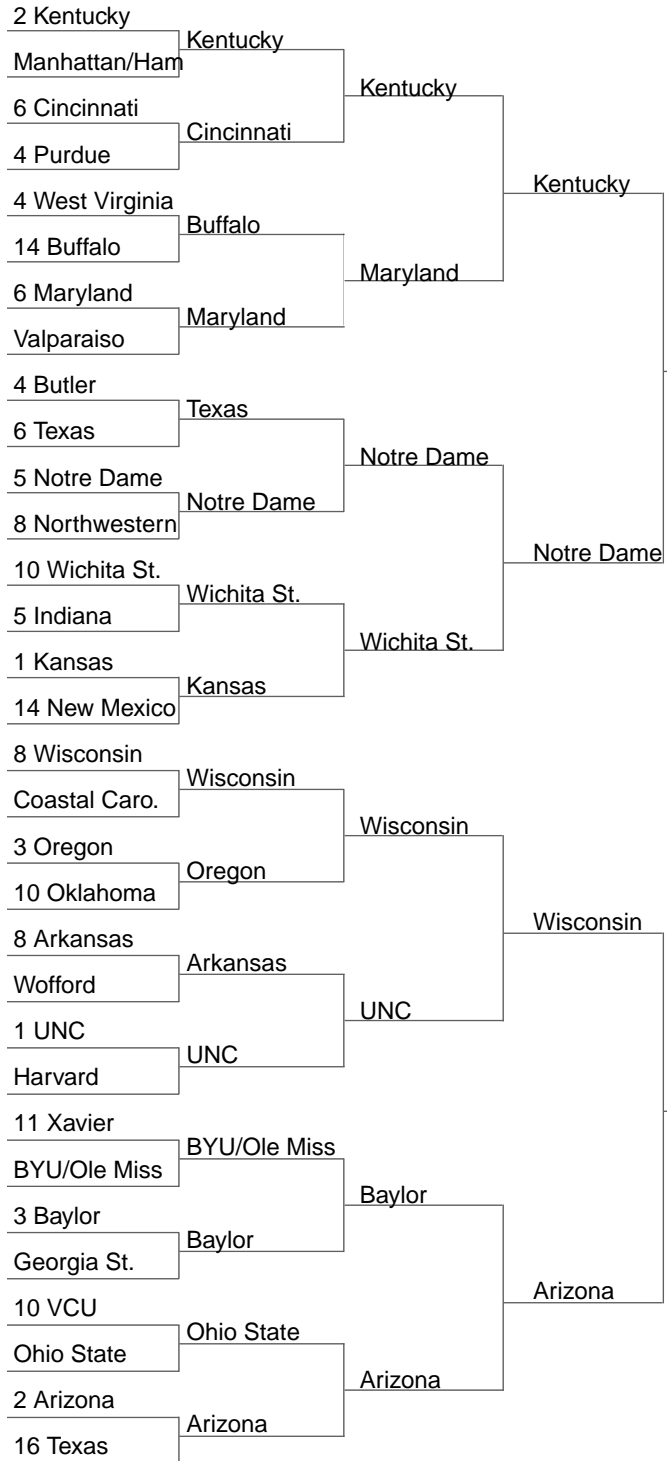 2 Kentucky
Manhattan/Ham
6 Cincinnati
4 Purdue
4 West Virginia
14 Buffalo
6 Maryland
Valparaiso
4 Butler
6 Texas
5 Notre Dame
8 Northwestern
10 Wichita St.
5 Indiana
1 Kansas
14 New Mexico
8 Wisconsin
Coastal Caro.
3 Oregon
10 Oklahoma
8 Arkansas
Wofford
1 UNC
Harvard
11 Xavier
BYU/Ole Miss
3 Baylor
Georgia St.
10 VCU
Ohio State
2 Arizona
16 Texas
Kentucky
Cincinnati
Buffalo
Maryland
Texas
Notre Dame
Wichita St.
Kansas
Wisconsin
Oregon
Arkansas
UNC
BYU/Ole Miss
Baylor
Ohio State
Arizona
Kentucky
Maryland
Notre Dame
Wichita St.
Wisconsin
UNC
Baylor
Arizona
Kentucky
Notre Dame
Wisconsin
Arizona